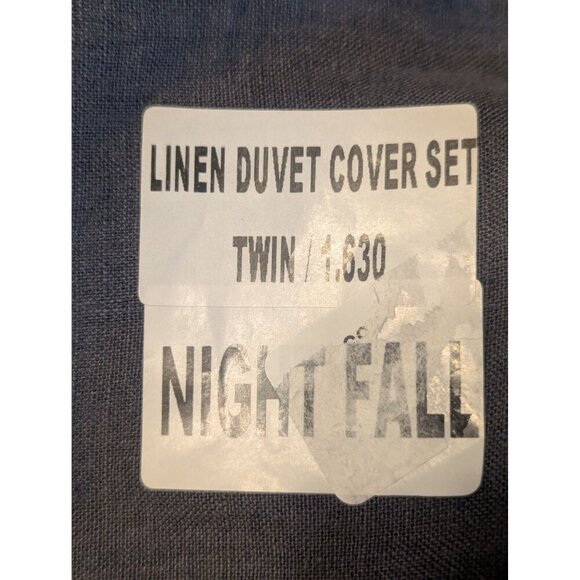 LINEN DUVET COVER SET
TWIN / 1.630
NIGHT FALL